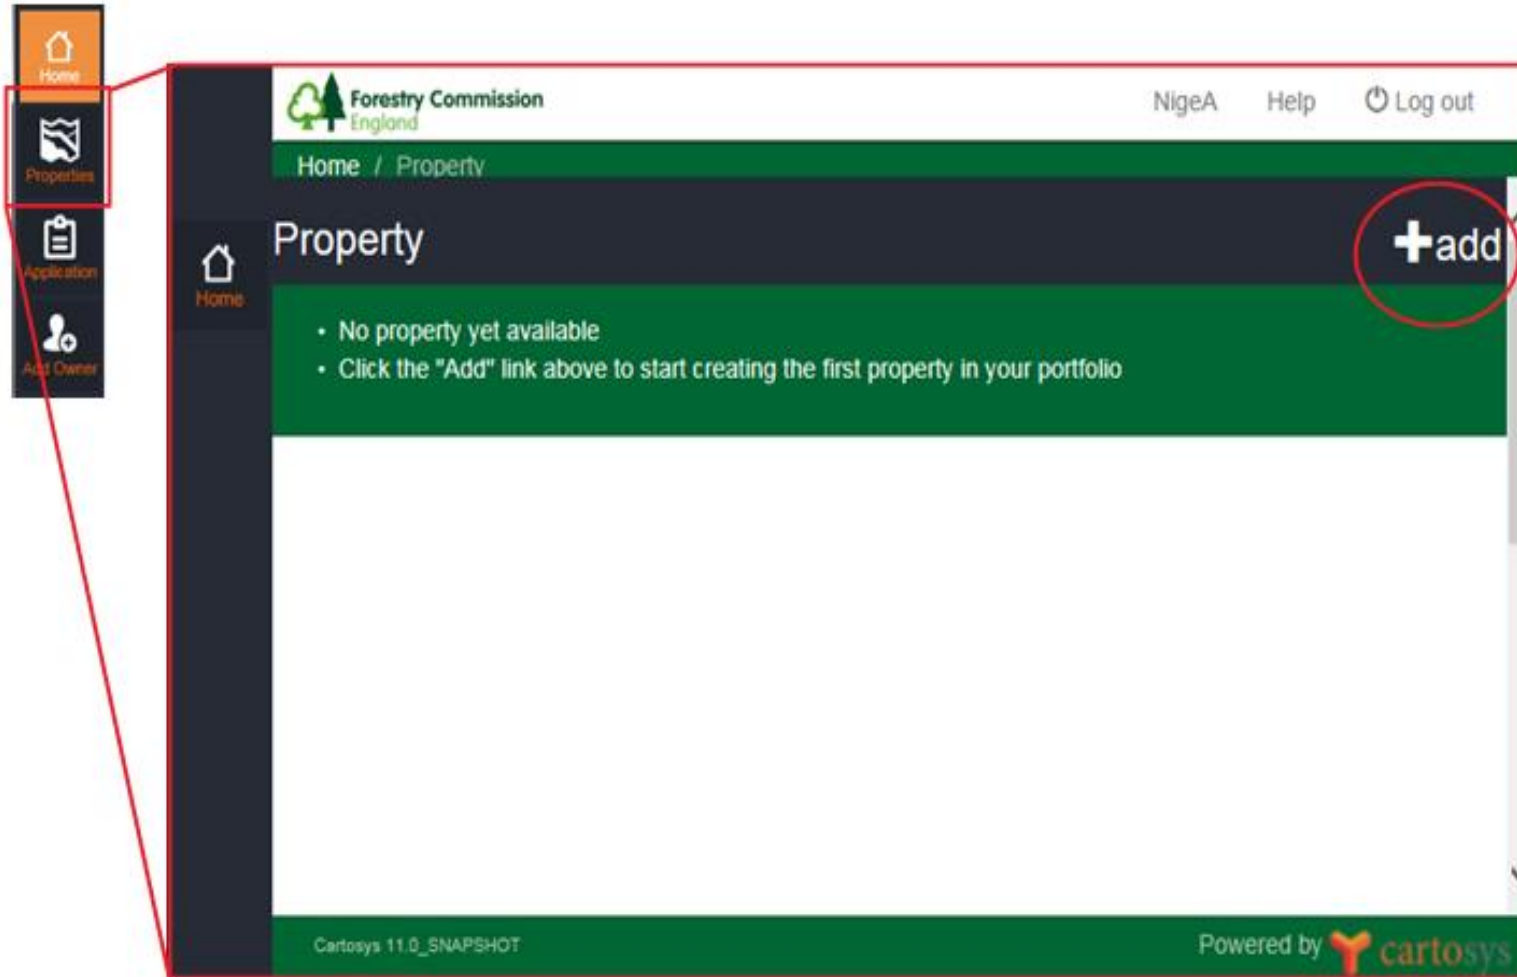 Home
Properties
Application
Add Owner
Forestry Commission
England
NigeA Help Log out
Home / Property
Property
add
Home
• No property yet available
• Click the "Add" link above to start creating the first property in your portfolio
Cartosys 11.0_SNAPSHOT
Powered by cartosys